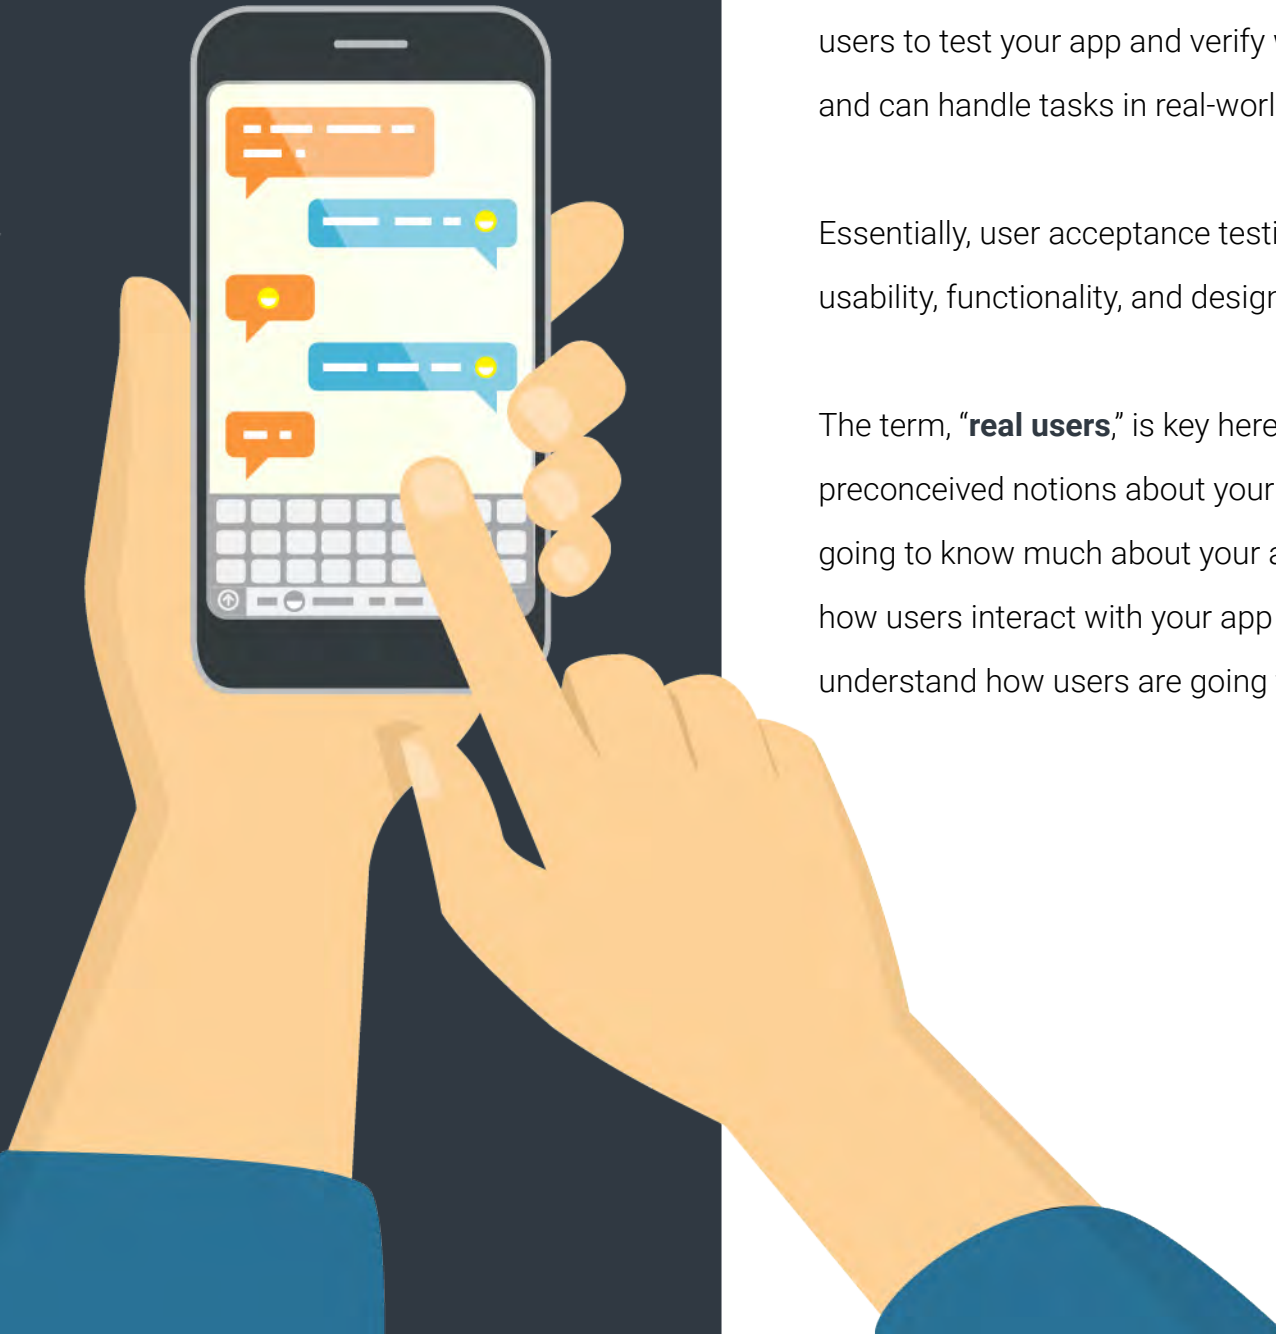 users to test your app and verify
and can handle tasks in real-worl
Essentially, user acceptance testi
usability, functionality, and design
The term, “real users,” is key here
preconceived notions about your
going to know much about your a
how users interact with your app
understand how users are going